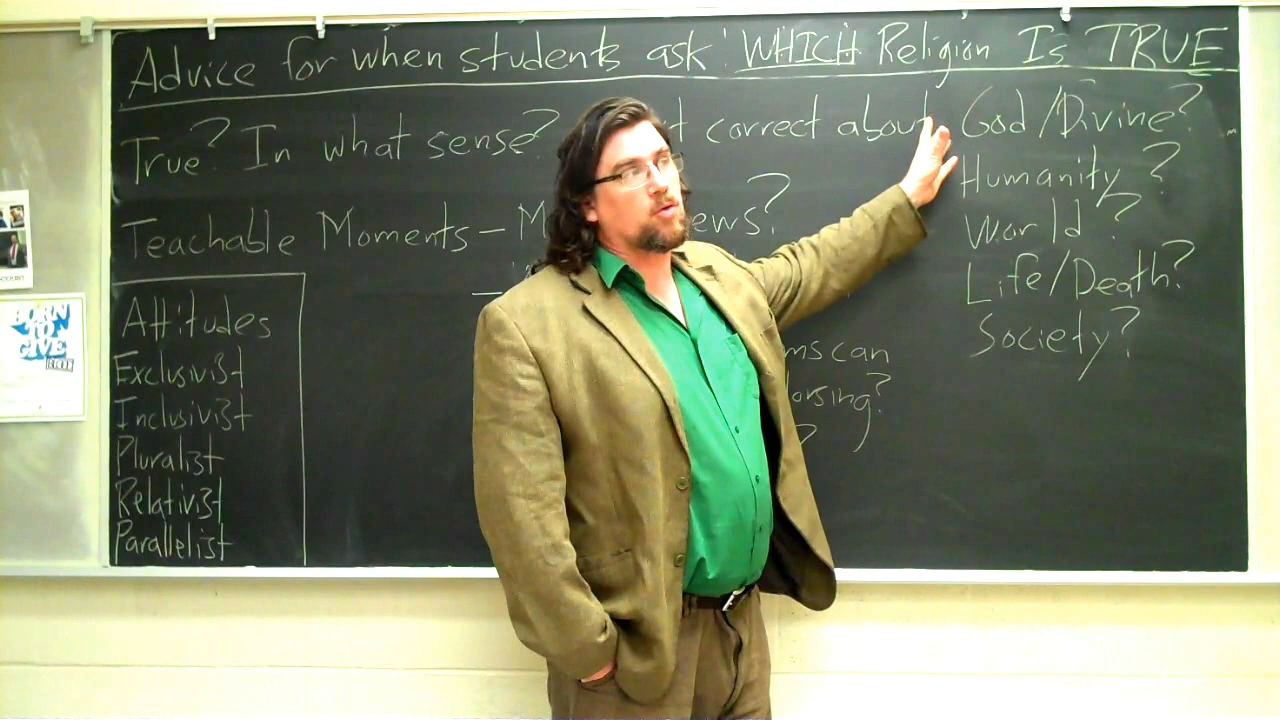 Advice for when students ask 'WHICH Religion Is TRUE
True? In what sense? correct about God/Divine?
Humanity?
World?
Life/Death?
Society?
Teachable Moments –
Attitudes
Exclusivist
Inclusivist
Pluralist
Relativist
Parallelist
can
BORN
TO
GIVE